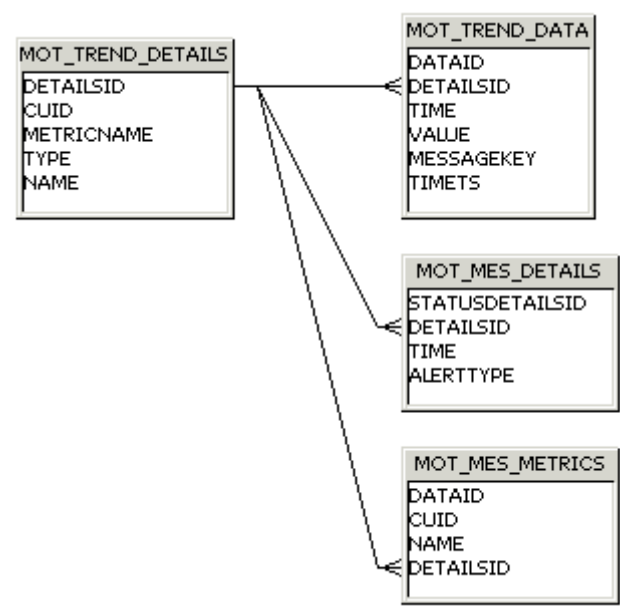 MOT_TREND_DETAILS
DETAILSID
CUID
METRICNAME
TYPE
NAME
MOT_TREND_DATA
DATAID
DETAILSID
TIME
VALUE
MESSAGEKEY
TIMETS
MOT_MES_DETAILS
STATUSDETAILSID
DETAILSID
TIME
ALERTTYPE
MOT_MES_METRICS
DATAID
CUID
NAME
DETAILSID